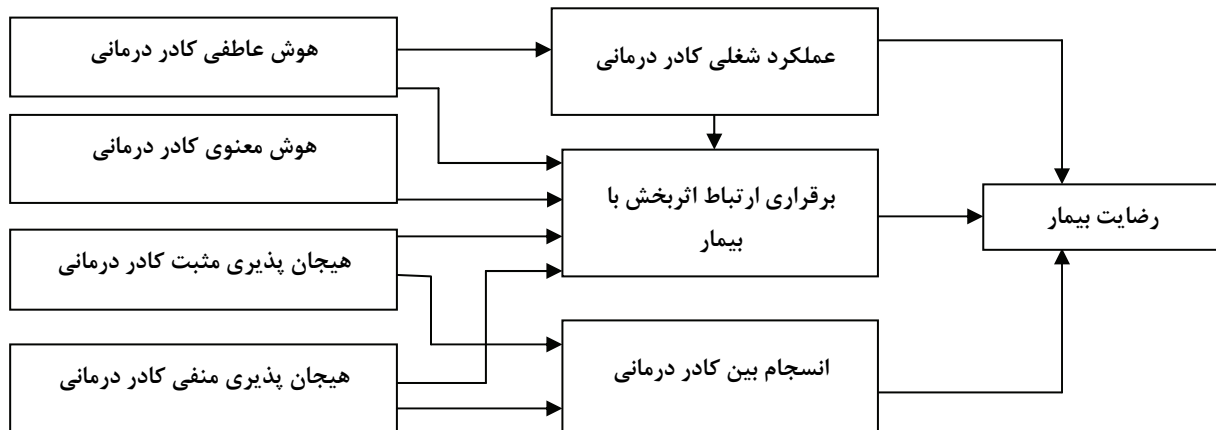 هوش عاطفی کادر درمانی
عملکرد شغلی کادر درمانی
هوش معنوی کادر درمانی
برقراری ارتباط اثربخش با
بیمار
رضایت بیمار
هیجان پذیری مثبت کادر درمانی
هیجان پذیری منفی کادر درمانی
انسجام بین کادر درمانی